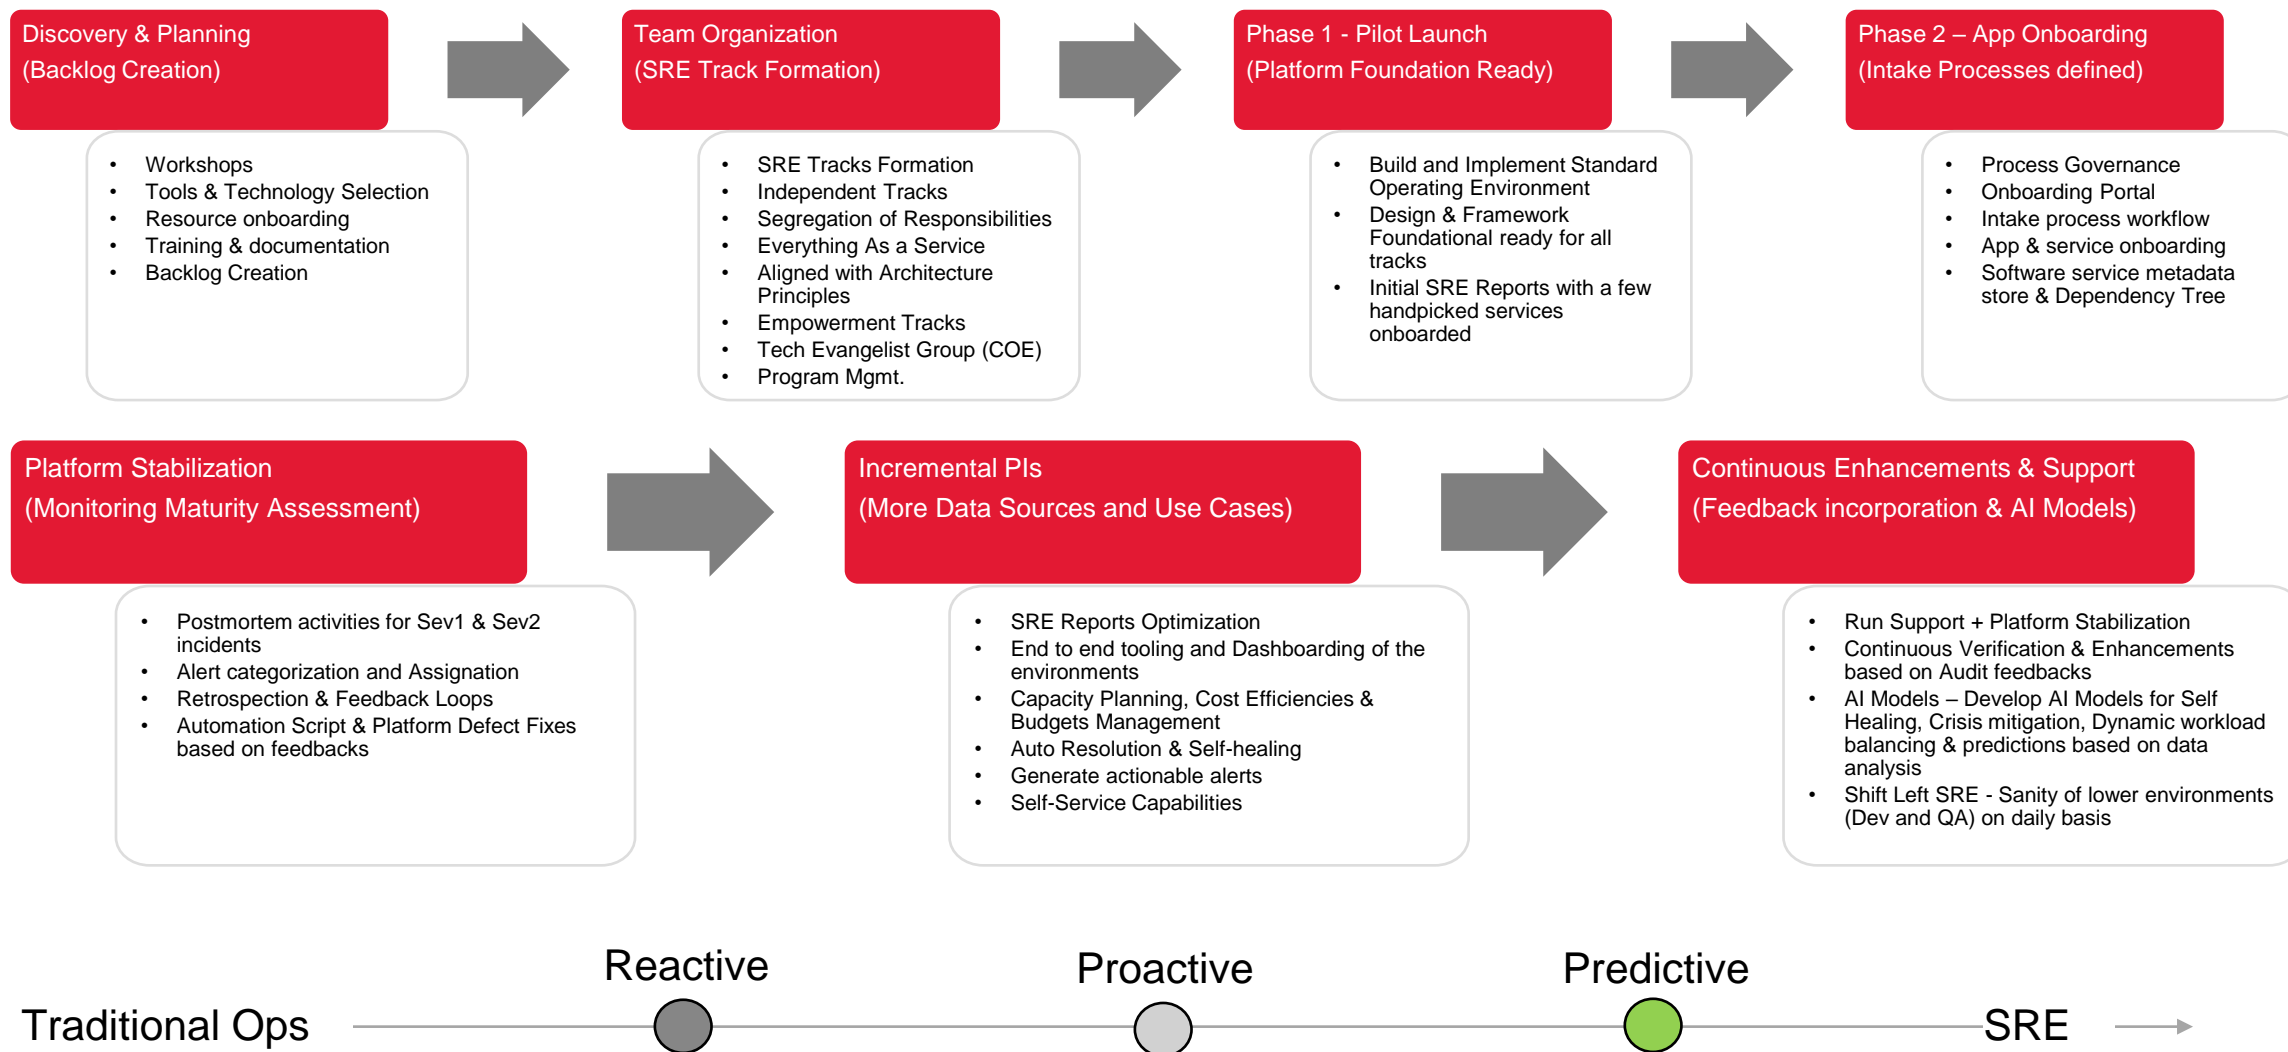 Discovery & Planning
(Backlog Creation)
• Workshops
• Tools & Technology Selection
• Resource onboarding
• Training & documentation
• Backlog Creation
Team Organization
(SRE Track Formation)
• SRE Tracks Formation
• Independent Tracks
• Segregation of Responsibilities
• Everything As a Service
• Aligned with Architecture
Principles
• Empowerment Tracks
• Tech Evangelist Group (COE)
• Program Mgmt.
Phase 1 - Pilot Launch
(Platform Foundation Ready)
• Build and Implement Standard
Operating Environment
• Design & Framework
Foundational ready for all
tracks
• Initial SRE Reports with a few
handpicked services
onboarded
Phase 2 – App Onboarding
(Intake Processes defined)
• Process Governance
• Onboarding Portal
• Intake process workflow
• App & service onboarding
• Software service metadata
store & Dependency Tree
Platform Stabilization
(Monitoring Maturity Assessment)
• Postmortem activities for Sev1 & Sev2
incidents
• Alert categorization and Assignation
• Retrospection & Feedback Loops
• Automation Script & Platform Defect Fixes
based on feedbacks
Incremental PIs
(More Data Sources and Use Cases)
• SRE Reports Optimization
• End to end tooling and Dashboarding of the
environments
• Capacity Planning, Cost Efficiencies &
Budgets Management
• Auto Resolution & Self-healing
• Generate actionable alerts
• Self-Service Capabilities
Continuous Enhancements & Support
(Feedback incorporation & AI Models)
• Run Support + Platform Stabilization
• Continuous Verification & Enhancements
based on Audit feedbacks
• AI Models – Develop AI Models for Self
Healing, Crisis mitigation, Dynamic workload
balancing & predictions based on data
analysis
• Shift Left SRE - Sanity of lower environments
(Dev and QA) on daily basis
Reactive
Proactive
Predictive
Traditional Ops
SRE